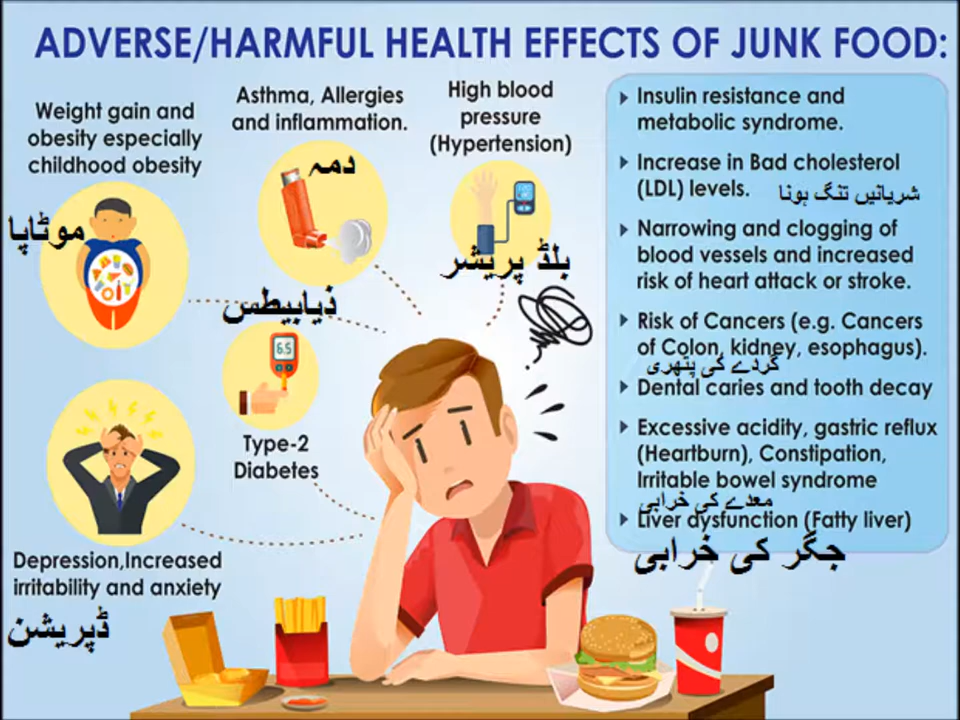 ADVERSE/HARMFUL HEALTH EFFECTS OF JUNK FOOD:
Weight gain and
obesity especially
childhood obesity
موٹاپا
Asthma, Allergies
and inflammation.
دمہ
High blood
pressure
(Hypertension)
بلڈ پریشر
ذیابیطس
6.5
Type-2
Diabetes
Depression,Increased
irritability and anxiety
ڈپریشن
Insulin resistance and
metabolic syndrome.
Increase in Bad cholesterol
(LDL) levels.
شریانیں تنگ ہونا
Narrowing and clogging of
blood vessels and increased
risk of heart attack or stroke.
Risk of Cancers (e.g. Cancers
of Colon, kidney, esophagus).
گردے کی پتھری
Dental caries and tooth decay
Excessive acidity, gastric reflux
(Heartburn), Constipation,
Irritable bowel syndrome
معدے کی خرابی
Liver dysfunction (Fatty liver)
جگر کی خرابی